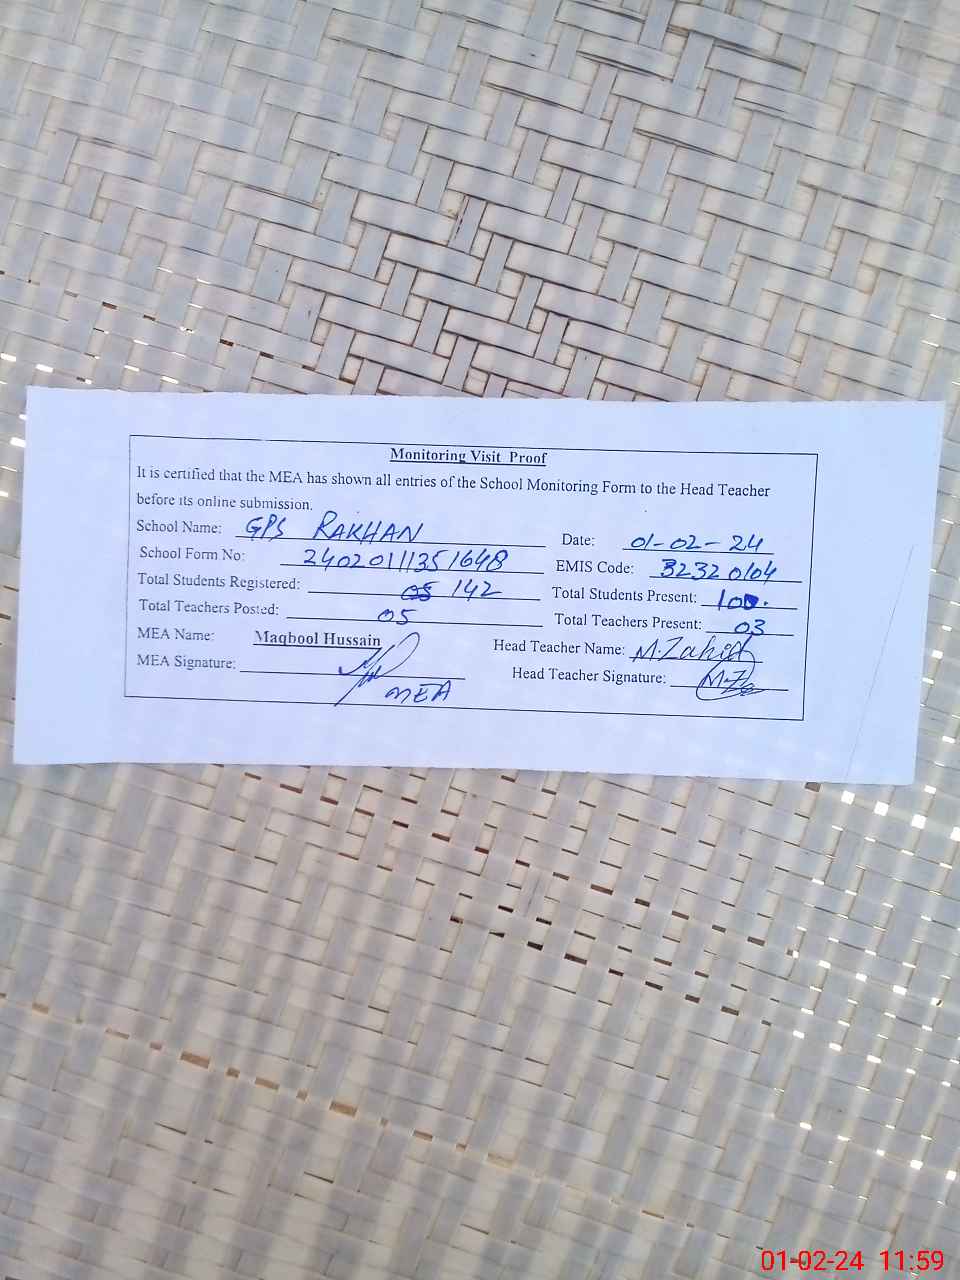 Monitoring Visit Proof
It is certified that the MEA has shown all entries of the School Monitoring Form to the Head Teacher
before its online submission.
School Name: GPS RAKHAN Date: 01-02-24
School Form No: 24020111351648 EMIS Code: 32320104
Total Students Registered: 142 Total Students Present: 100.
Total Teachers Posted: 05 Total Teachers Present: 03
MEA Name: Maqbool Hussain Head Teacher Name: M.Zahid
MEA Signature: Head Teacher Signature:
MEA
01-02-24 11:59